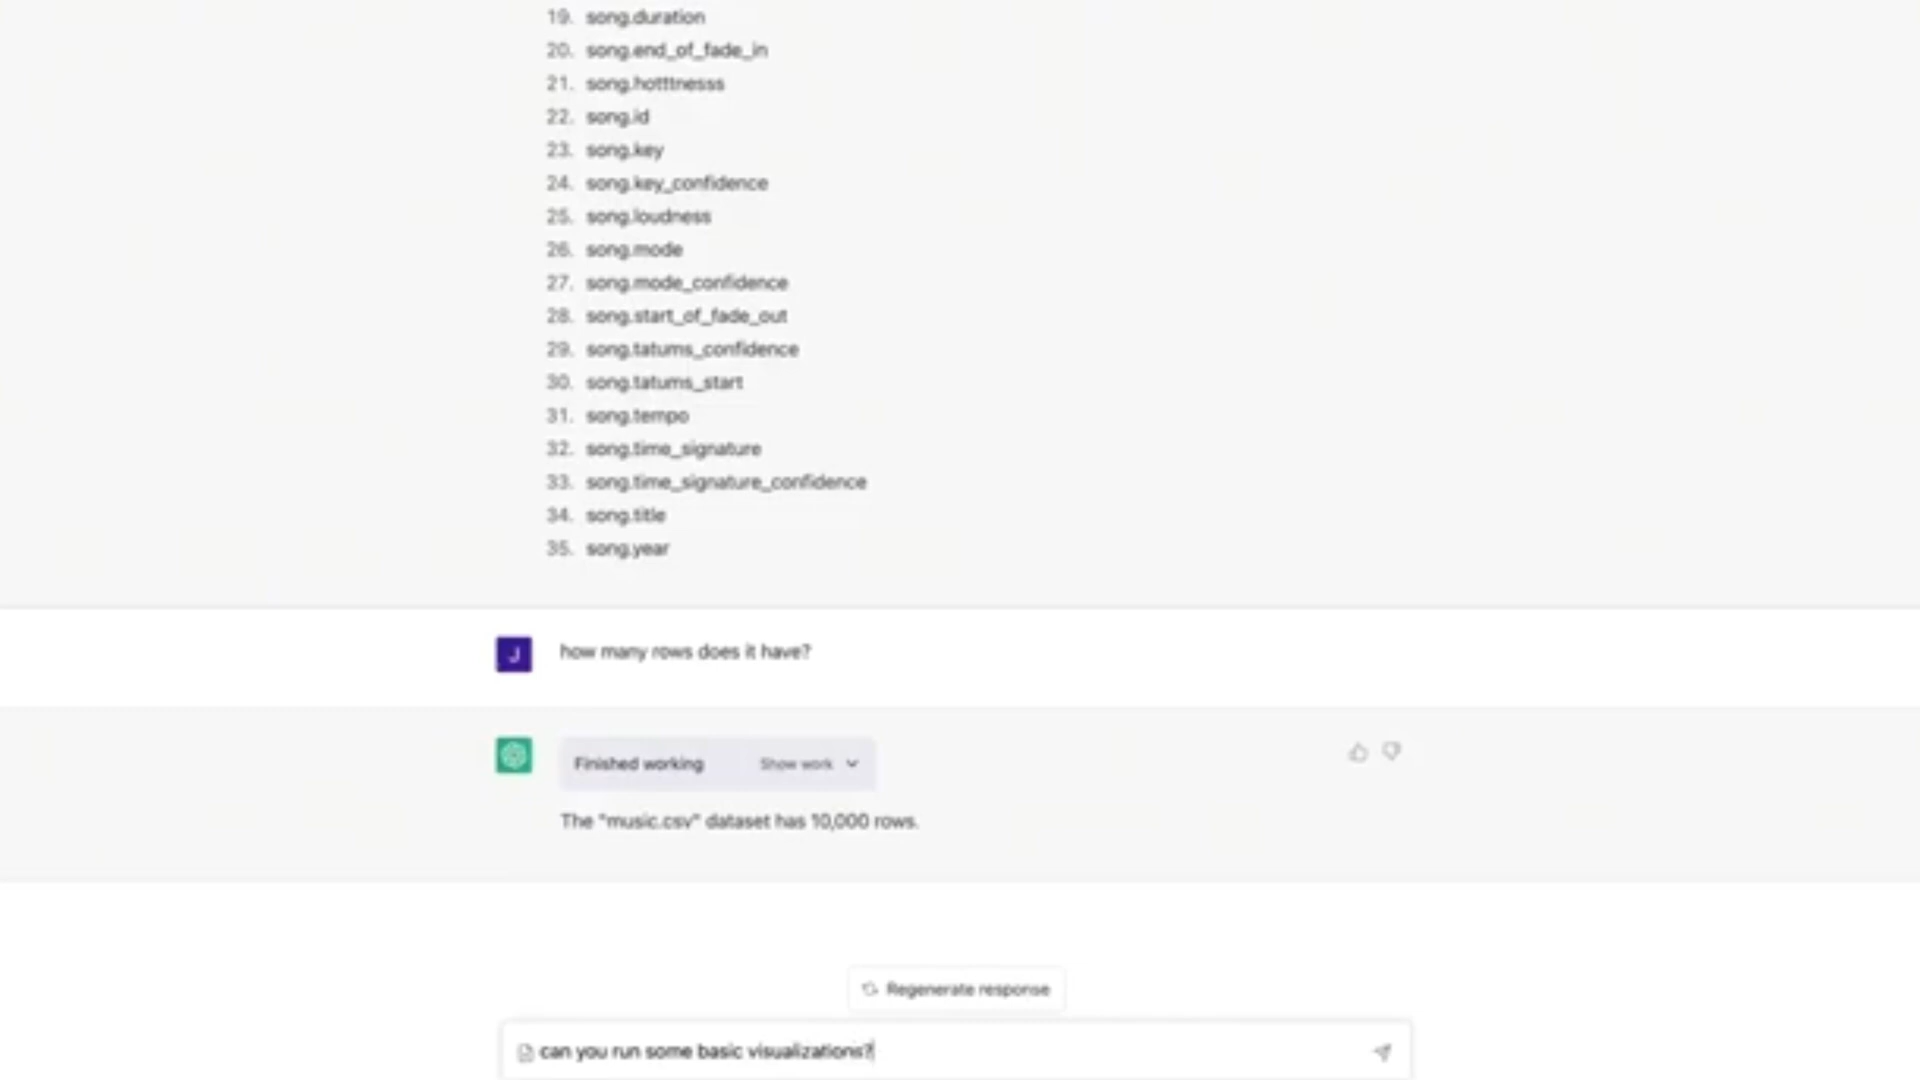 19. song.duration
20. song.end_of_fade_in
21. song.hotttnesss
22. song.id
23. song.key
24. song.key_confidence
25. song.loudness
26. song.mode
27. song.mode_confidence
28. song.start_of_fade_out
29. song.tatums_confidence
30. song.tatums_start
31. song.tempo
32. song.time_signature
33. song.time_signature_confidence
34. song.title
35. song.year
J how many rows does it have?
Finished working Show work
The "music.csv" dataset has 10,000 rows.
Regenerate response
can you run some basic visualizations?